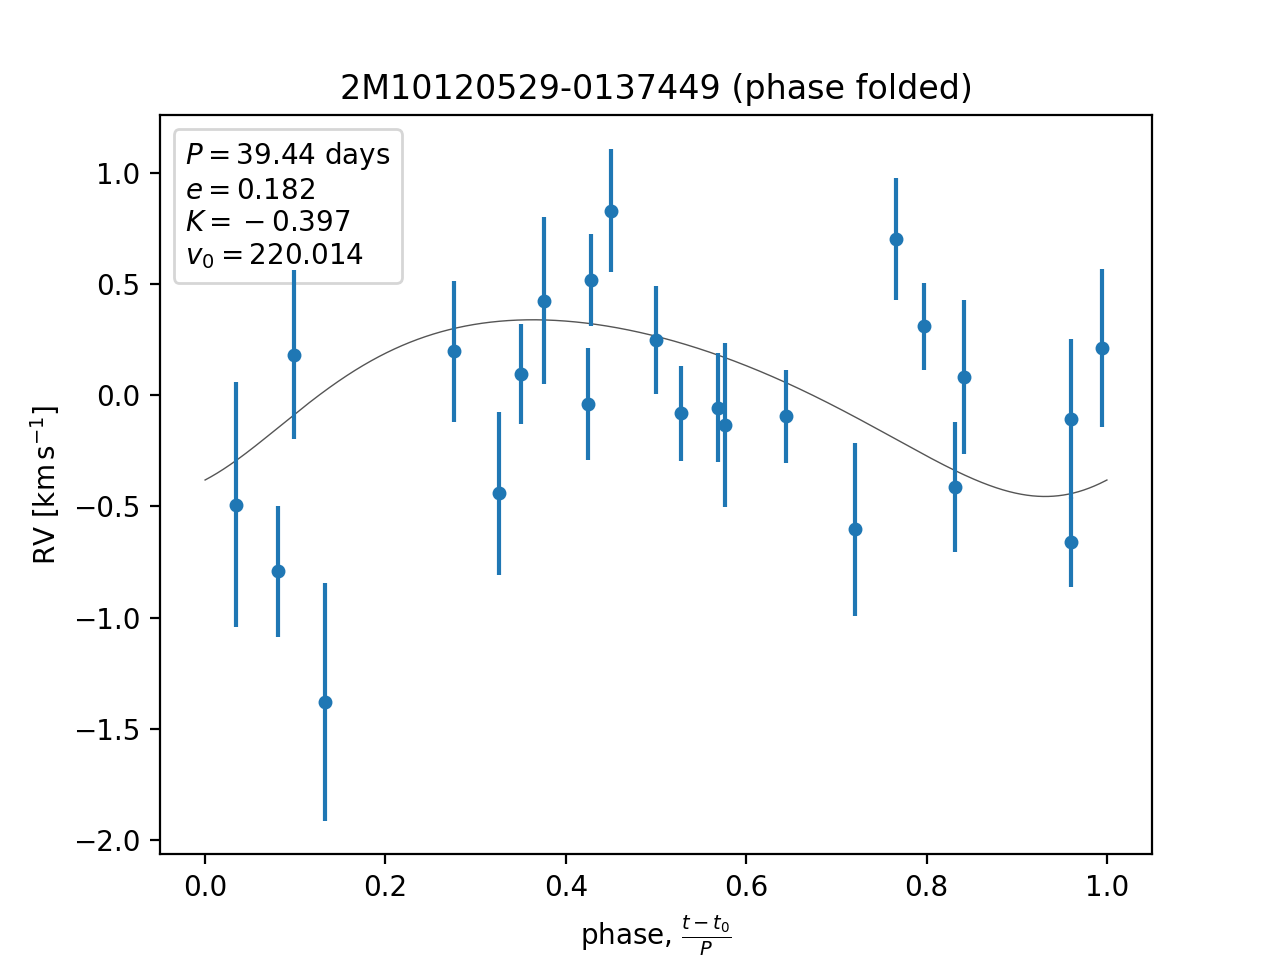 2M10120529-0137449 (phase folded)
P = 39.44 days
e = 0.182
K = −0.397
v₀ = 220.014
1.0
0.5
0.0
−0.5
−1.0
−1.5
−2.0
RV [km s⁻¹]
0.0 0.2 0.4 0.6 0.8 1.0
phase, (t − t₀)/P